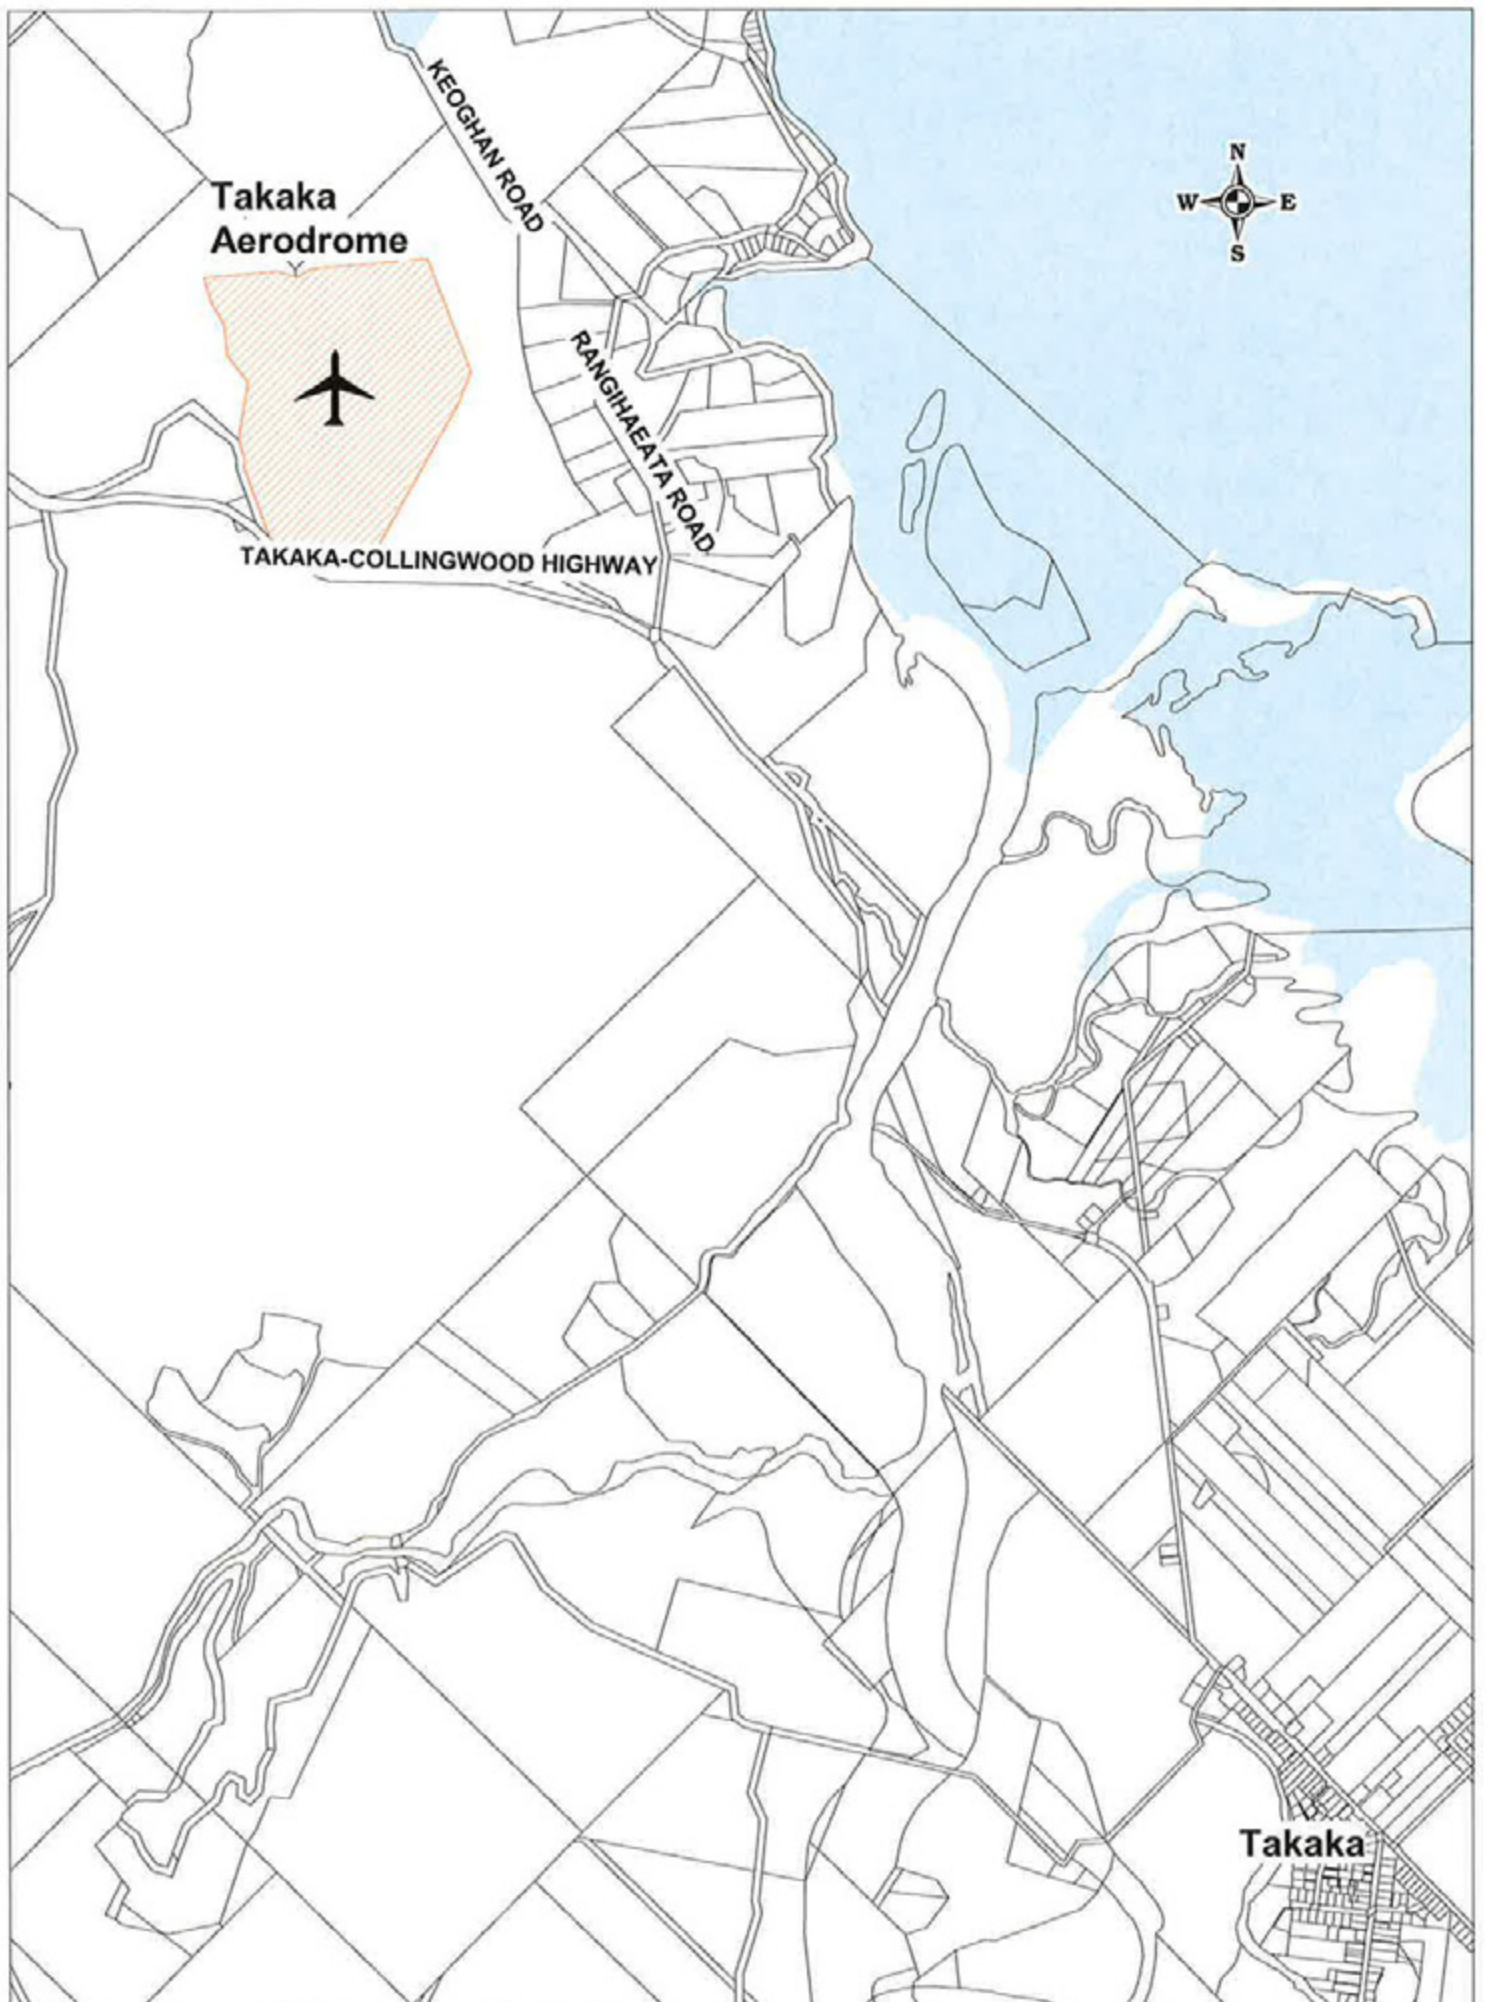 KEOGHAN ROAD
Takaka
Aerodrome
N
W E
S
RANGIHAEATA ROAD
TAKAKA-COLLINGWOOD HIGHWAY
Takaka